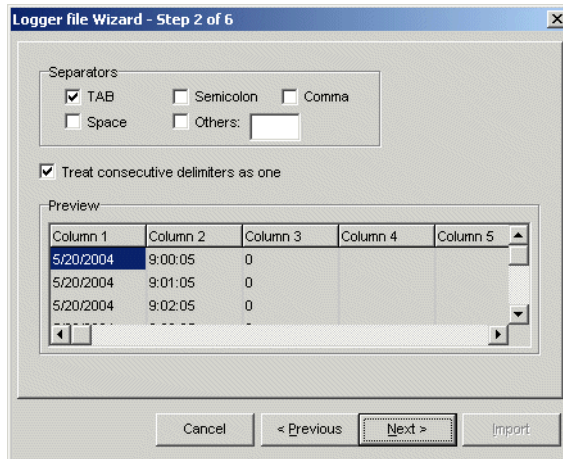 Logger file Wizard - Step 2 of 6
Separators
TAB Semicolon Comma
Space Others:
Treat consecutive delimiters as one
Preview
Column 1 Column 2 Column 3 Column 4 Column 5
5/20/2004 9:00:05 0
5/20/2004 9:01:05 0
5/20/2004 9:02:05 0
Cancel < Previous Next > Import